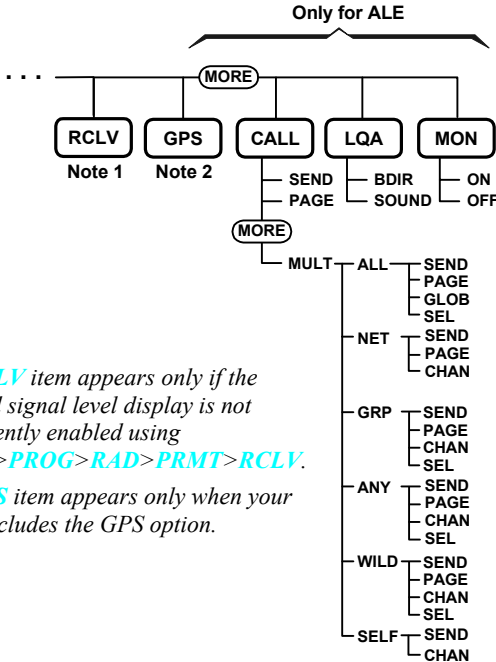 Only for ALE
. . . .
MORE
RCLV GPS CALL LQA MON
Note 1 Note 2
SEND BDIR ON
PAGE SOUND OFF
MORE
MULT ALL SEND
PAGE
GLOB
SEL
NET SEND
PAGE
CHAN
GRP SEND
PAGE
CHAN
SEL
ANY SEND
PAGE
CHAN
SEL
WILD SEND
PAGE
CHAN
SEL
SELF SEND
CHAN
LV item appears only if the
signal level display is not
ently enabled using
>PROG>RAD>PRMT>RCLV.
S item appears only when your
cludes the GPS option.